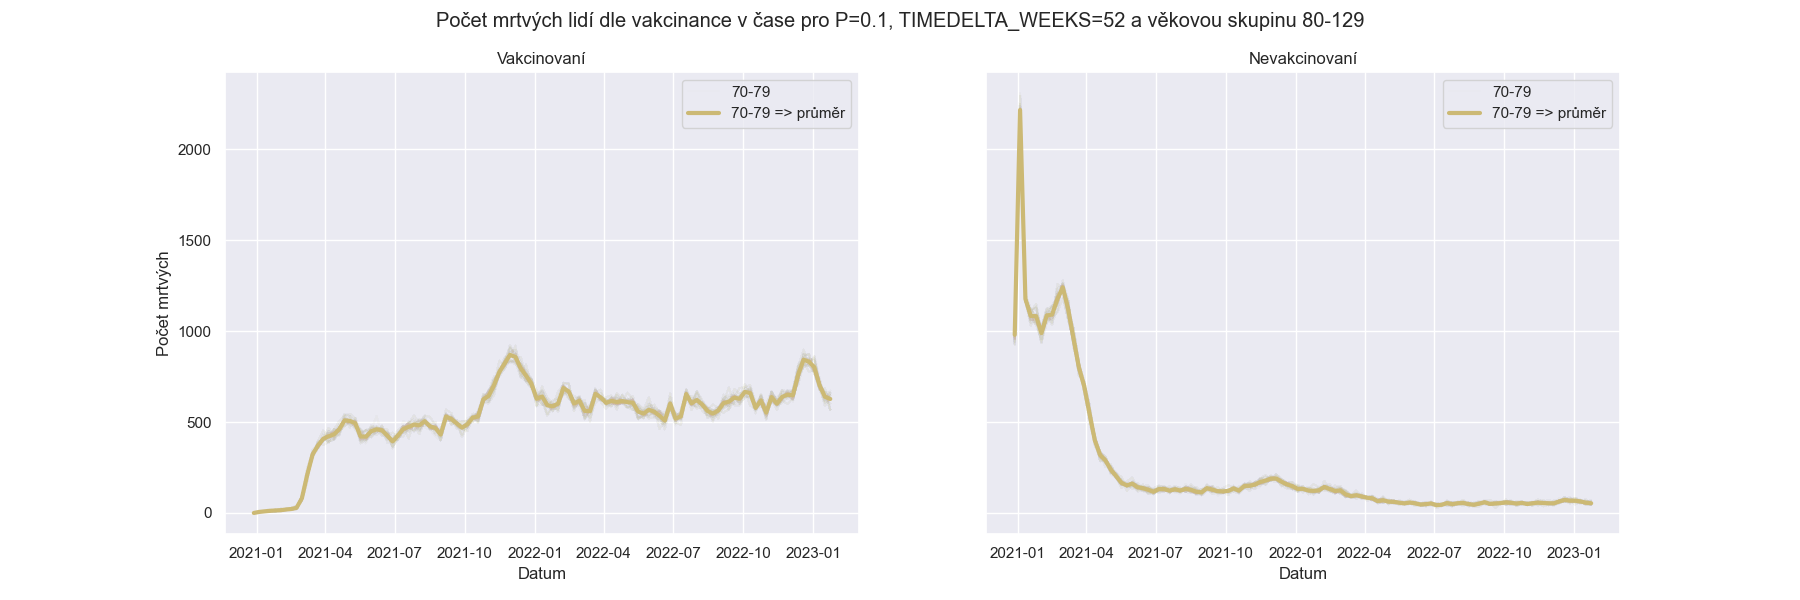 Počet mrtvých lidí dle vakcinance v čase pro P=0.1, TIMEDELTA_WEEKS=52 a věkovou skupinu 80-129
Vakcinovaní
70-79
70-79 => průměr
Počet mrtvých
2000
1500
1000
500
0
2021-01 2021-04 2021-07 2021-10 2022-01 2022-04 2022-07 2022-10 2023-01
Datum
Nevakcinovaní
70-79
70-79 => průměr
2021-01 2021-04 2021-07 2021-10 2022-01 2022-04 2022-07 2022-10 2023-01
Datum